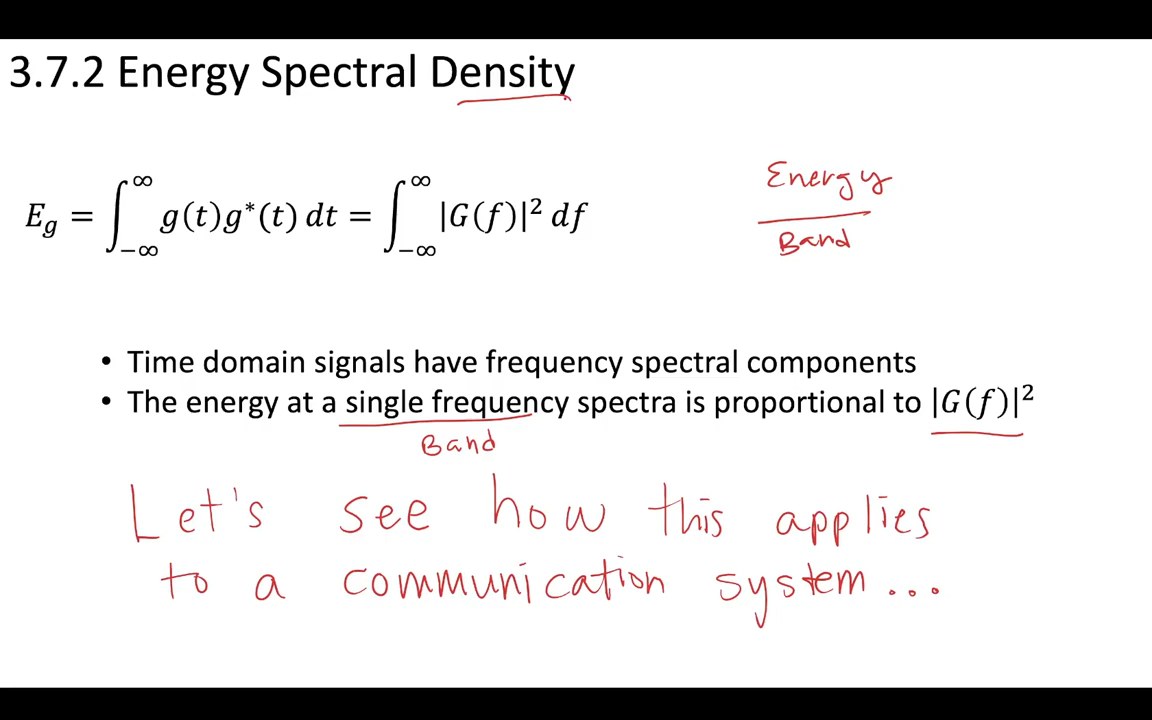 3.7.2 Energy Spectral Density
E_g = ∫_{−∞}^{∞} g(t)g*(t) dt = ∫_{−∞}^{∞} |G(f)|² df
Energy
Band
• Time domain signals have frequency spectral components
• The energy at a single frequency spectra is proportional to |G(f)|²
Band
Let's see how this applies
to a communication system...